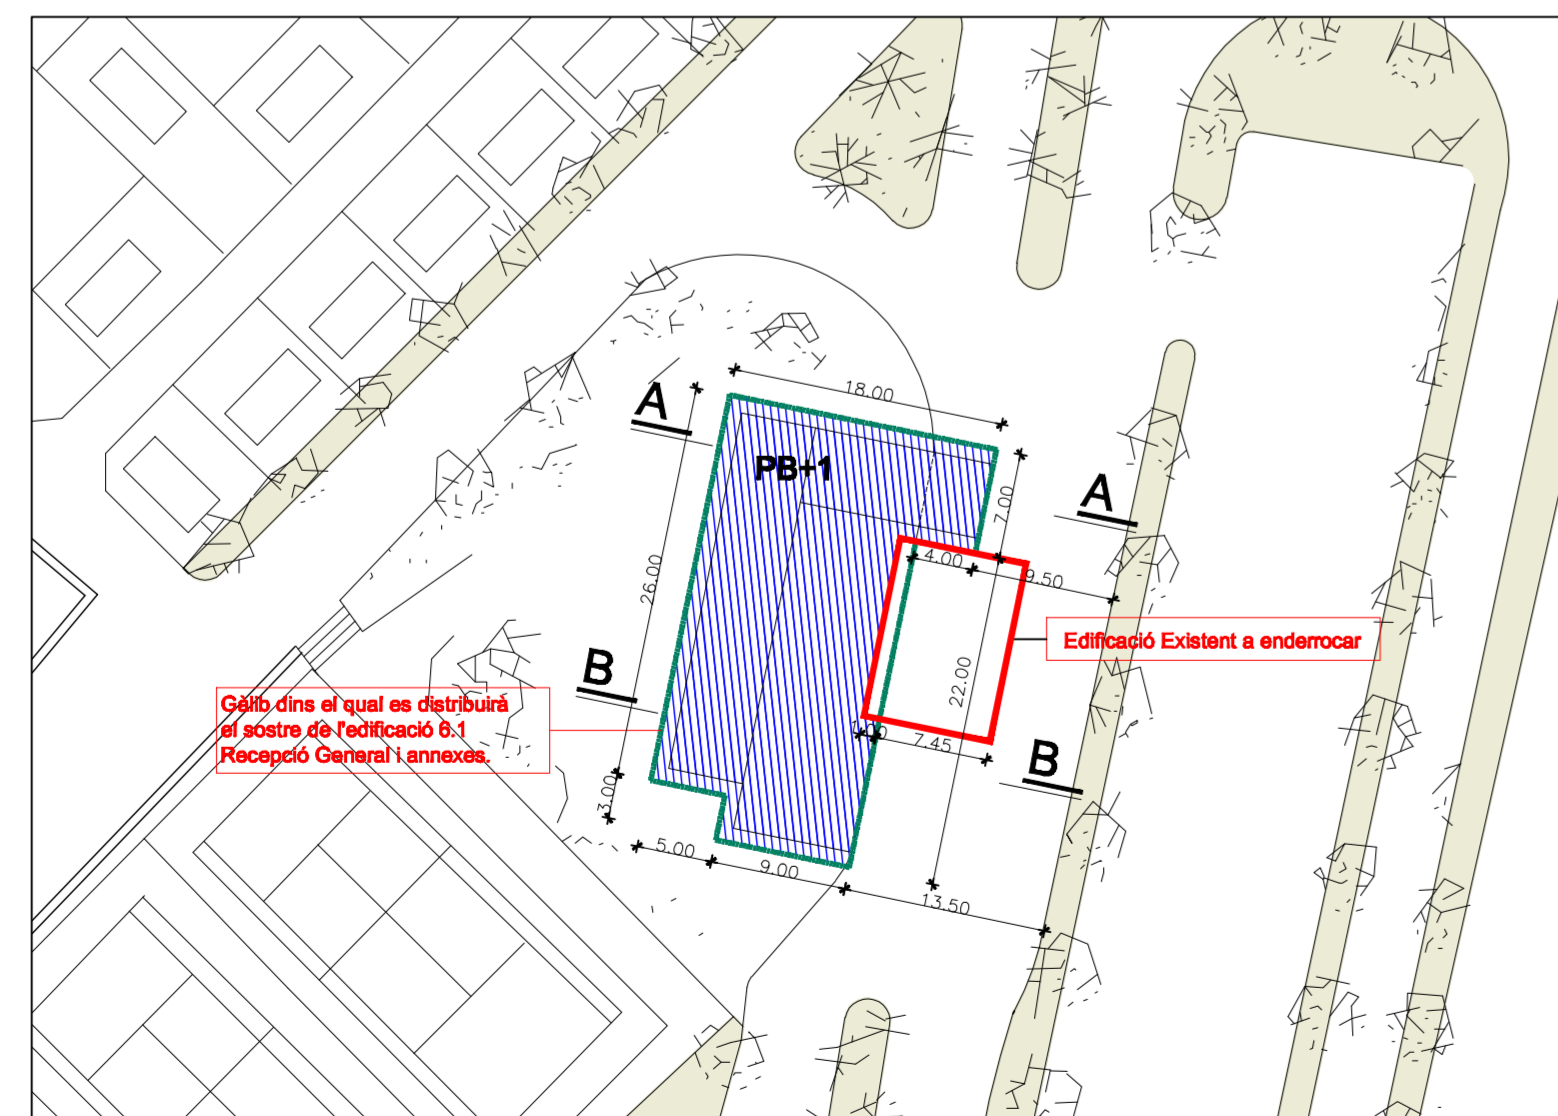 18.00
A
PB+1
7.00
A
4.00
9.50
26.00
Edificació Existent a enderrocar
B
22.00
Gàlib dins el qual es distribuirà
el sostre de l'edificació 6.1
Recepció General i annexes.
1.00
7.45
B
3.00
5.00
9.00
13.50